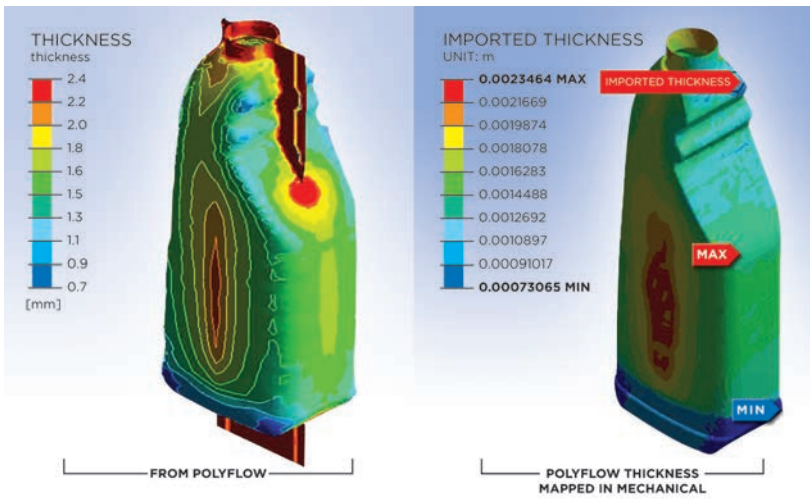 THICKNESS
thickness
2.4
2.2
2.0
1.8
1.6
1.5
1.3
1.1
0.9
0.7
[mm]
FROM POLYFLOW
IMPORTED THICKNESS
UNIT: m
0.0023464 MAX
0.0021669
0.0019874
0.0018078
0.0016283
0.0014488
0.0012692
0.0010897
0.00091017
0.00073065 MIN
IMPORTED THICKNESS
MAX
MIN
POLYFLOW THICKNESS
MAPPED IN MECHANICAL